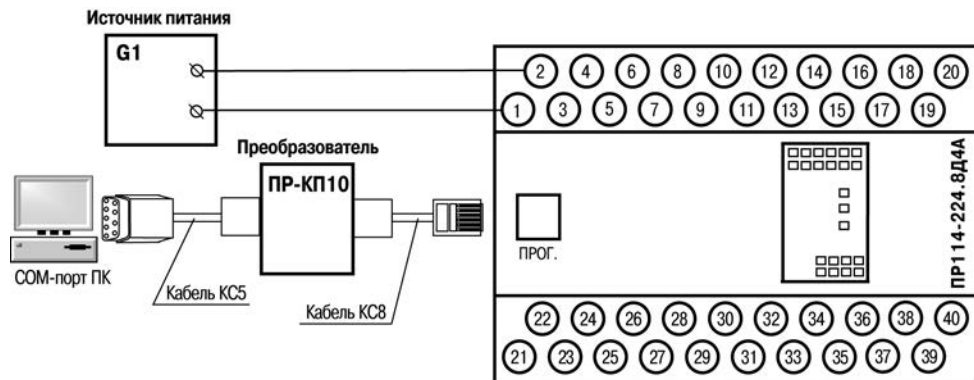 Источник питания
G1
2 4 6 8 10 12 14 16 18 20
1 3 5 7 9 11 13 15 17 19
Преобразователь
ПР-КП10
COM-порт ПК
Кабель КС5
Кабель КС8
ПРОГ.
ПР114-224.8Д4А
22 24 26 28 30 32 34 36 38 40
21 23 25 27 29 31 33 35 37 39